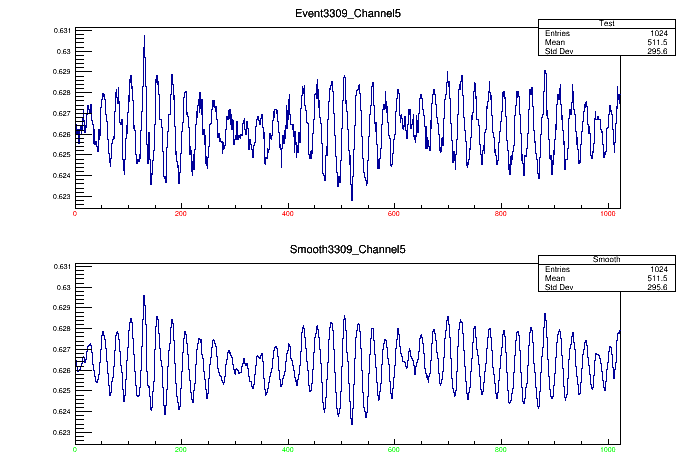 Event3309_Channel5
Test
Entries 1024
Mean 511.5
Std Dev 295.6
0.631
0.63
0.629
0.628
0.627
0.626
0.625
0.624
0.623
0 200 400 600 800 1000
Smooth3309_Channel5
Smooth
Entries 1024
Mean 511.5
Std Dev 295.6
0.631
0.63
0.629
0.628
0.627
0.626
0.625
0.624
0.623
0 200 400 600 800 1000